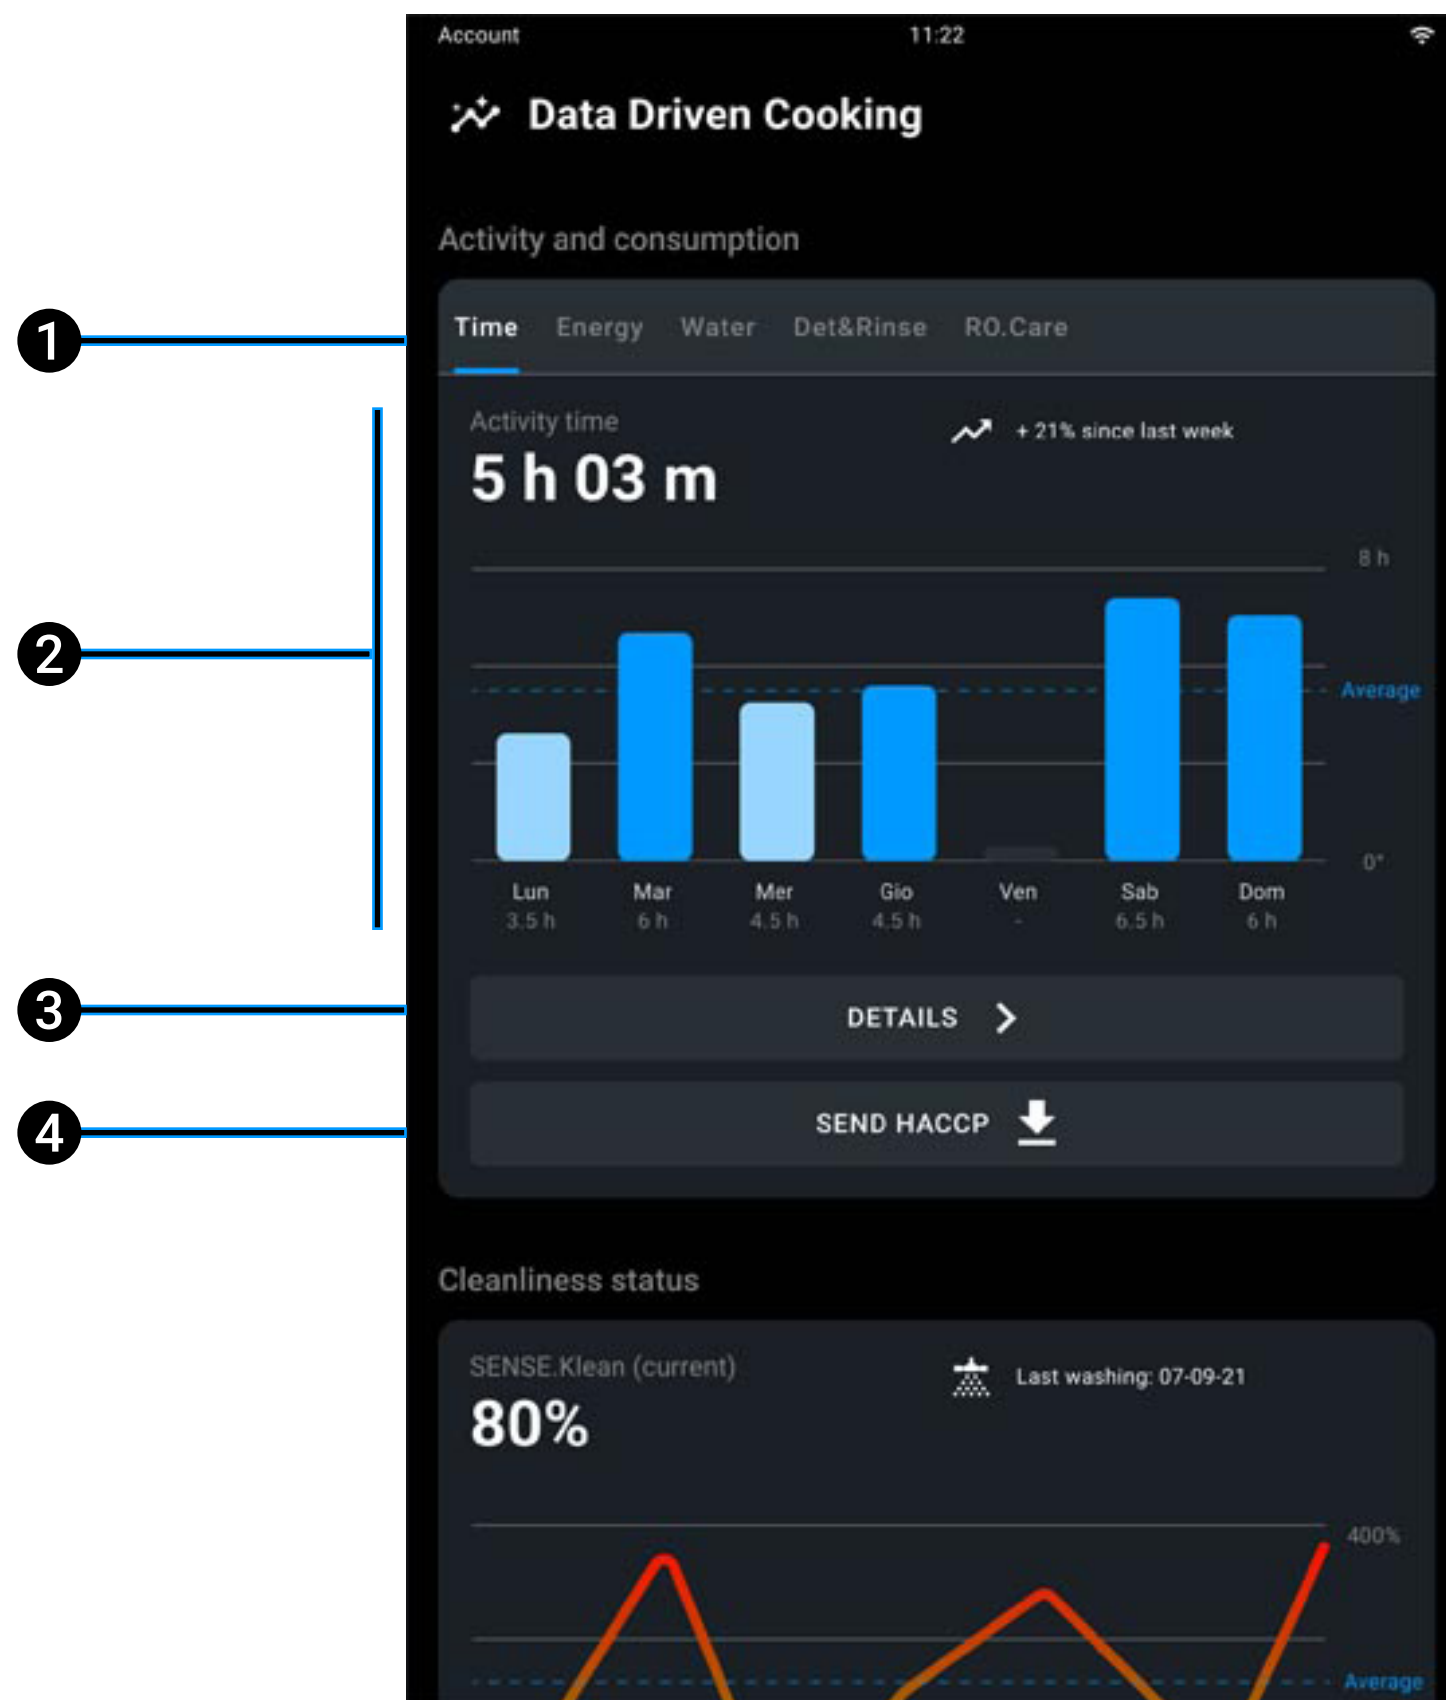 Account 11:22
Data Driven Cooking
Activity and consumption
1
Time Energy Water Det&Rinse RO.Care
Activity time
+ 21% since last week
5 h 03 m
8 h
2
Average
0°
Lun Mar Mer Gio Ven Sab Dom
3.5 h 6 h 4.5 h 4.5 h - 6.5 h 6 h
3
DETAILS
4
SEND HACCP
Cleanliness status
SENSE.Klean (current)
Last washing: 07-09-21
80%
400%
Average